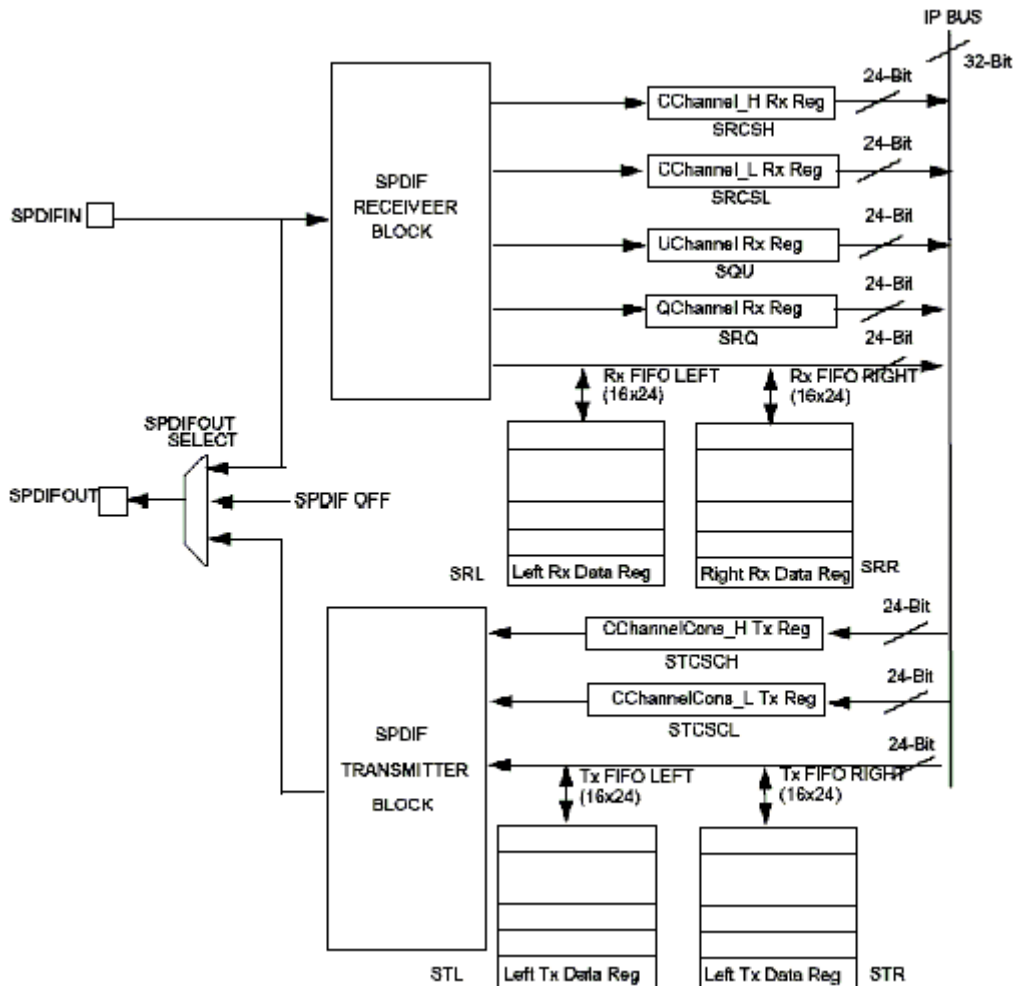 IP BUS
32-Bit
24-Bit
CChannel_H Rx Reg
SRCSH
24-Bit
CChannel_L Rx Reg
SRCSL
SPDIF
RECEIVEER
BLOCK
SPDIFIN
24-Bit
UChannel Rx Reg
SQU
24-Bit
QChannel Rx Reg
SRQ
24-Bit
Rx FIFO LEFT
(16x24)
Rx FIFO RIGHT
(16x24)
SPDIFOUT
SELECT
SPDIFOUT
SPDIF OFF
SRL
Left Rx Data Reg
Right Rx Data Reg
SRR
24-Bit
CChannelCons_H Tx Reg
STCSCH
24-Bit
CChannelCons_L Tx Reg
STCSCL
SPDIF
TRANSMITTER
BLOCK
24-Bit
Tx FIFO LEFT
(16x24)
Tx FIFO RIGHT
(16x24)
STL
Left Tx Data Reg
Left Tx Data Reg
STR